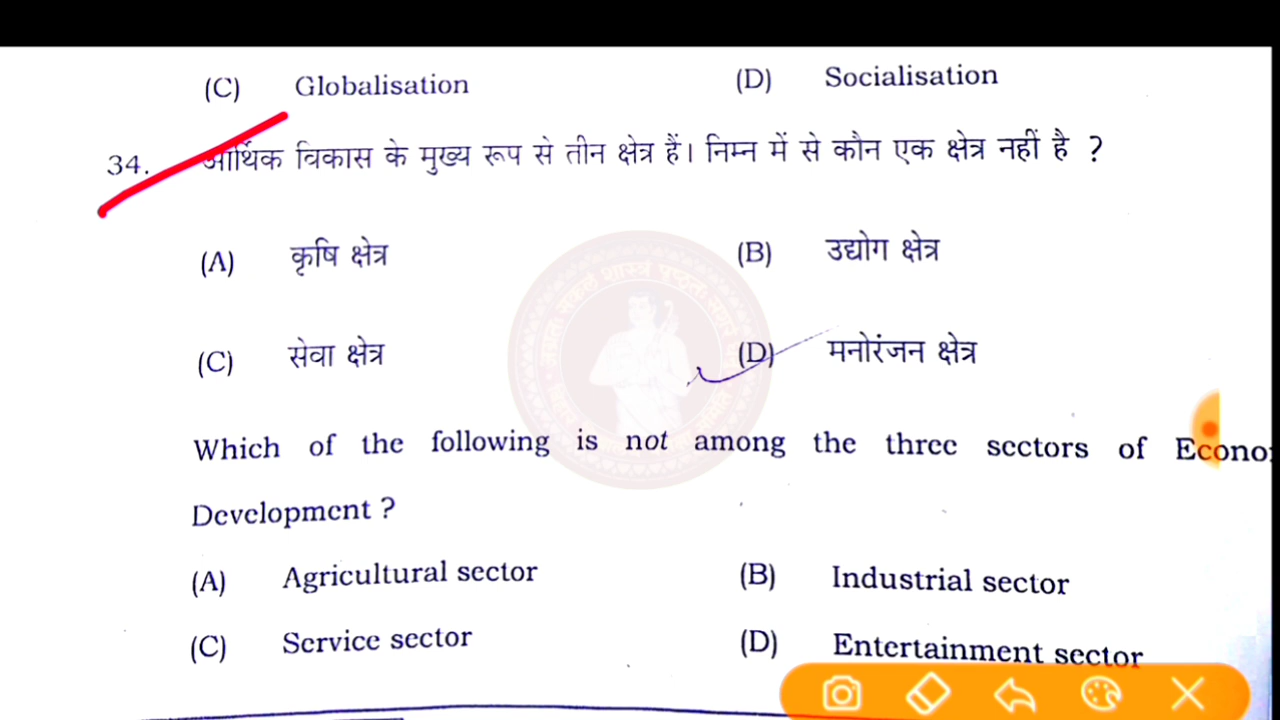 (C) Globalisation (D) Socialisation
34. आर्थिक विकास के मुख्य रूप से तीन क्षेत्र हैं। निम्न में से कौन एक क्षेत्र नहीं है ?
(A) कृषि क्षेत्र (B) उद्योग क्षेत्र
(C) सेवा क्षेत्र (D) मनोरंजन क्षेत्र
Which of the following is not among the three sectors of Econo
Development ?
(A) Agricultural sector (B) Industrial sector
(C) Service sector (D) Entertainment sector